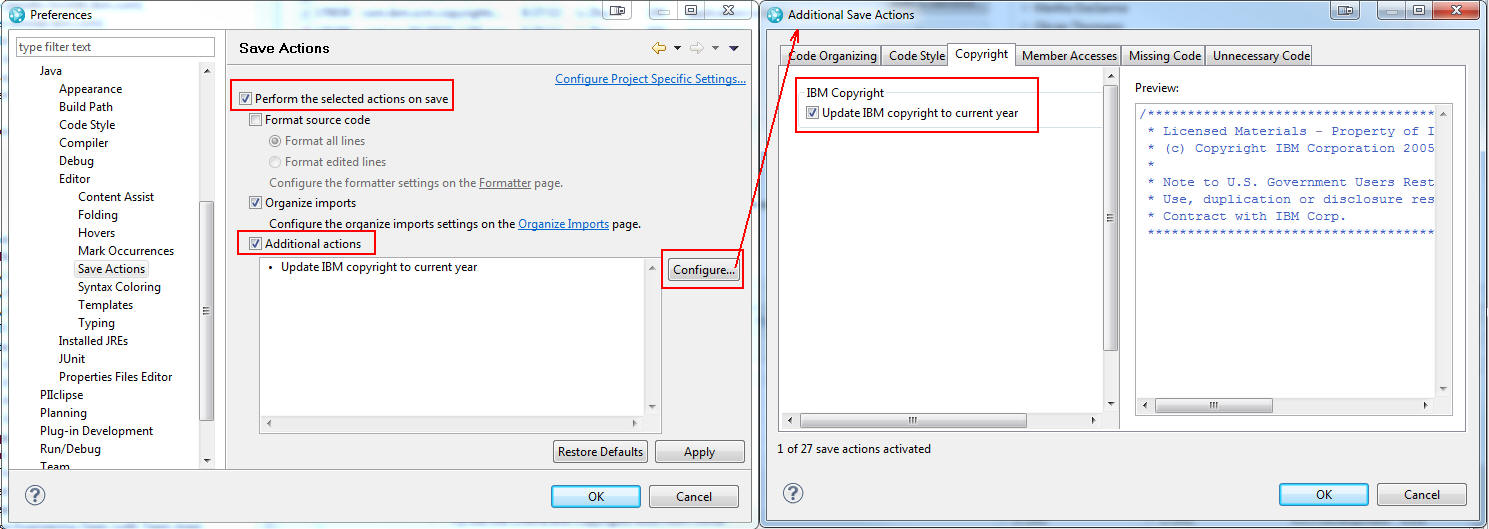 Preferences
type filter text
Java
Appearance
Build Path
Code Style
Compiler
Debug
Editor
Content Assist
Folding
Hovers
Mark Occurrences
Save Actions
Syntax Coloring
Templates
Typing
Installed JREs
JUnit
Properties Files Editor
PIIclipse
Planning
Plug-in Development
Run/Debug
Team
Save Actions
Configure Project Specific Settings...
Perform the selected actions on save
Format source code
Format all lines
Format edited lines
Configure the formatter settings on the Formatter page.
Organize imports
Configure the organize imports settings on the Organize Imports page.
Additional actions
• Update IBM copyright to current year
Configure...
Restore Defaults
Apply
?
OK
Cancel
Additional Save Actions
Code Organizing
Code Style
Copyright
Member Accesses
Missing Code
Unnecessary Code
IBM Copyright
Update IBM copyright to current year
Preview:
/*************************************
* Licensed Materials - Property of I
* (c) Copyright IBM Corporation 2005
*
* Note to U.S. Government Users Rest
* Use, duplication or disclosure res
* Contract with IBM Corp.
*************************************
1 of 27 save actions activated
?
OK
Cancel